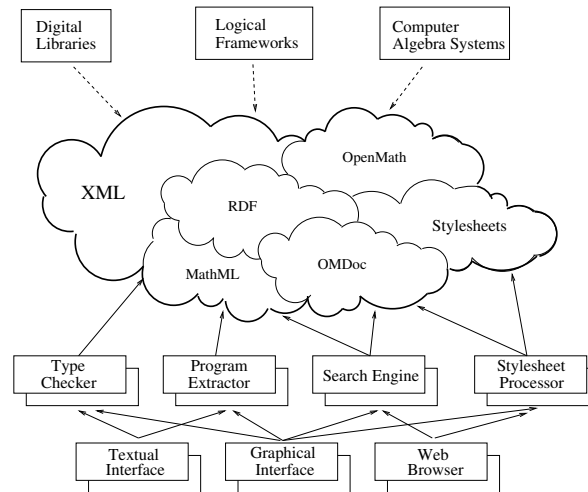 Digital
Libraries
Logical
Frameworks
Computer
Algebra Systems
OpenMath
XML
RDF
Stylesheets
MathML
OMDoc
Type
Checker
Program
Extractor
Search Engine
Stylesheet
Processor
Textual
Interface
Graphical
Interface
Web
Browser